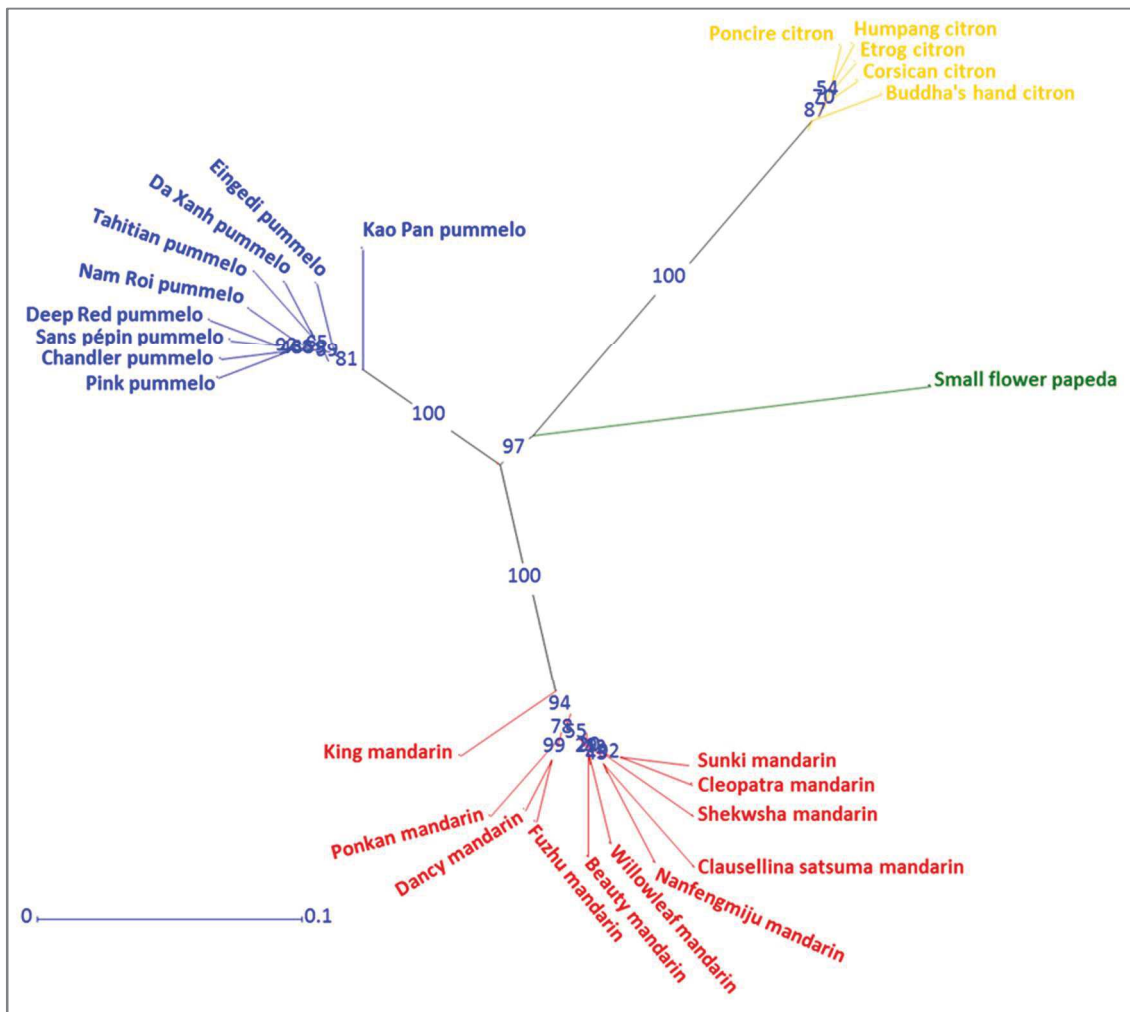 Poncire citron
Humpang citron
Etrog citron
Corsican citron
Buddha's hand citron
54
70
87
Eingedi pummelo
Da Xanh pummelo
Tahitian pummelo
Nam Roi pummelo
Deep Red pummelo
Sans pépin pummelo
Chandler pummelo
Pink pummelo
Kao Pan pummelo
81
100
100
97
Small flower papeda
100
94
78
55
99
King mandarin
Ponkan mandarin
Dancy mandarin
Fuzhu mandarin
Beauty mandarin
Willowleaf mandarin
Nanfengmiju mandarin
Clausellina satsuma mandarin
Shekwsha mandarin
Cleopatra mandarin
Sunki mandarin
0
0.1